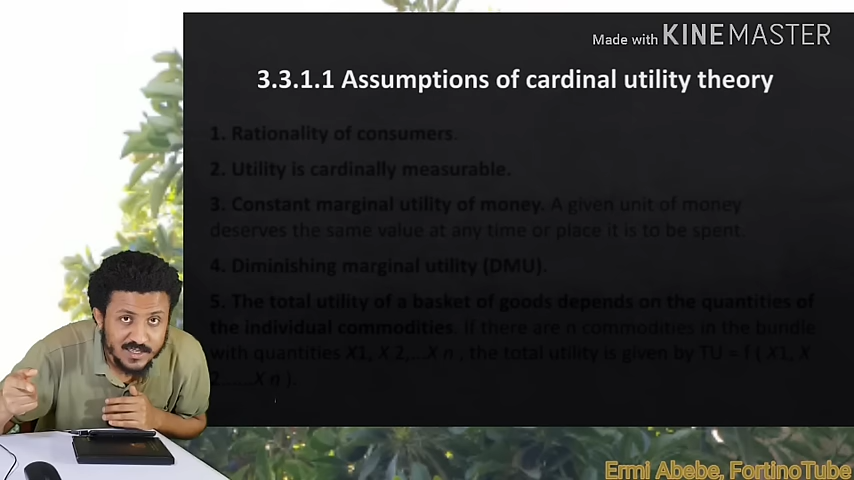 Made with KINEMASTER
3.3.1.1 Assumptions of cardinal utility theory
1. Rationality of consumers.
2. Utility is cardinally measurable.
3. Constant marginal utility of money. A given unit of money
deserves the same value at any time or place it is to be spent.
4. Diminishing marginal utility (DMU).
5. The total utility of a basket of goods depends on the quantities of
the individual commodities. If there are n commodities in the bundle
with quantities X1, X 2,...X n , the total utility is given by TU = f ( X1, X
2......X n ).
Ermi Abebe, FortinoTube